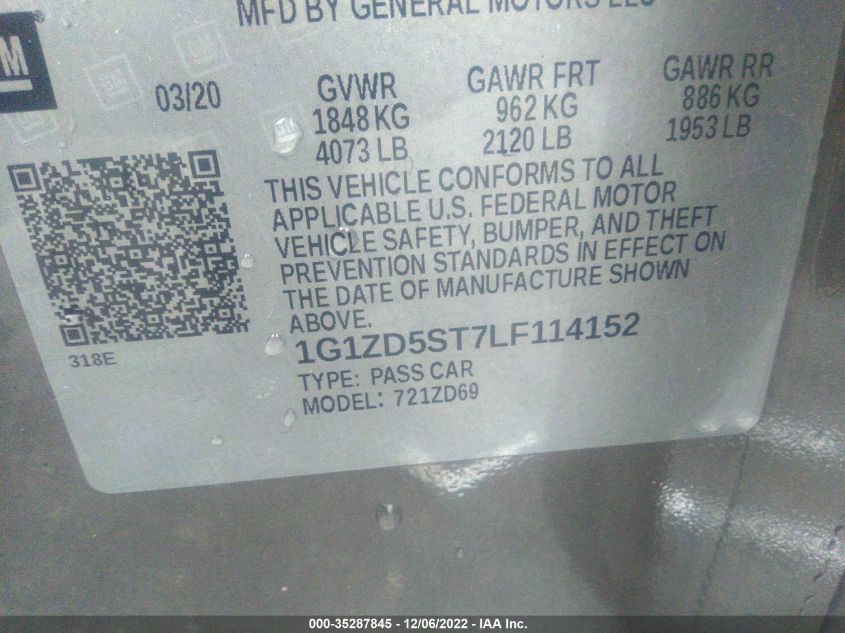 MFD BY GENERAL MOTORS LLC
GM
03/20
GVWR
1848 KG
4073 LB
GAWR FRT
962 KG
2120 LB
GAWR RR
886 KG
1953 LB
THIS VEHICLE CONFORMS TO ALL
APPLICABLE U.S. FEDERAL MOTOR
VEHICLE SAFETY, BUMPER, AND THEFT
PREVENTION STANDARDS IN EFFECT ON
THE DATE OF MANUFACTURE SHOWN
ABOVE.
318E
1G1ZD5ST7LF114152
TYPE: PASS CAR
MODEL: 721ZD69
000-35287845 - 12/06/2022 - IAA Inc.